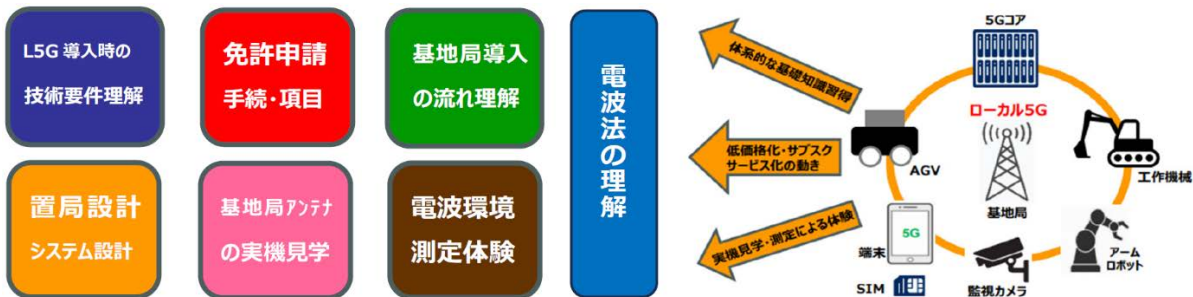 L5G 導入時の
技術要件理解
免許申請
手続・項目
基地局導入
の流れ理解
置局設計
システム設計
基地局アンテナ
の実機見学
電波環境
測定体験
電波法の理解
体系的な基礎知識習得
低価格化・サブスク
サービス化の動き
実機見学・測定による体験
5Gコア
ローカル5G
AGV
基地局
工作機械
5G
端末
SIM
監視カメラ
アーム
ロボット